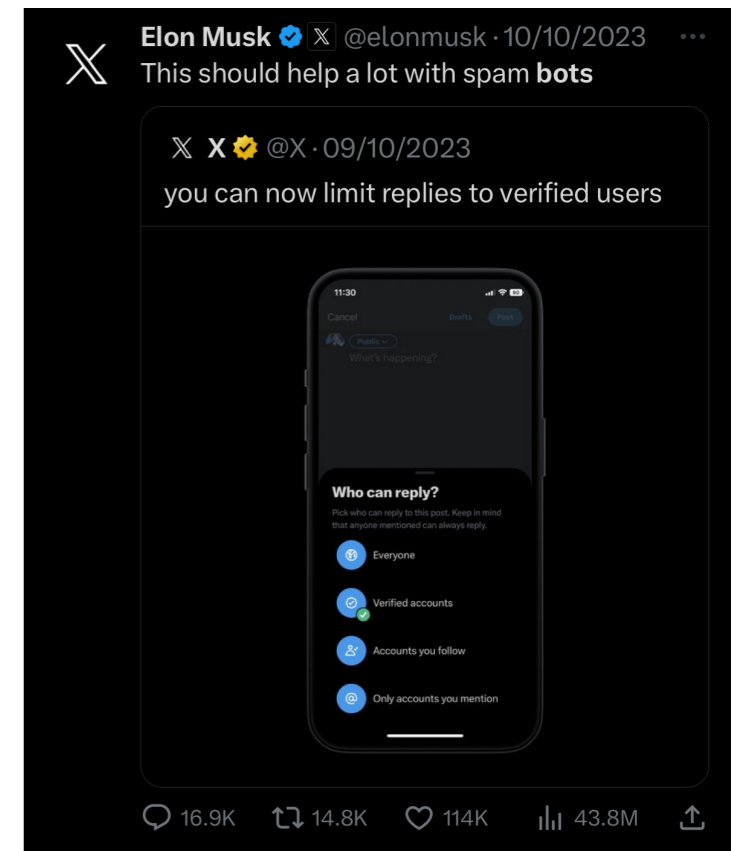 Elon Musk X @elonmusk · 10/10/2023 ...
This should help a lot with spam bots
X X @X · 09/10/2023
you can now limit replies to verified users
11:30
Cancel Drafts Post
Public
What's happening?
Who can reply?
Pick who can reply to this post. Keep in mind
that anyone mentioned can always reply.
Everyone
Verified accounts
Accounts you follow
@ Only accounts you mention
16.9K 14.8K 114K 43.8M